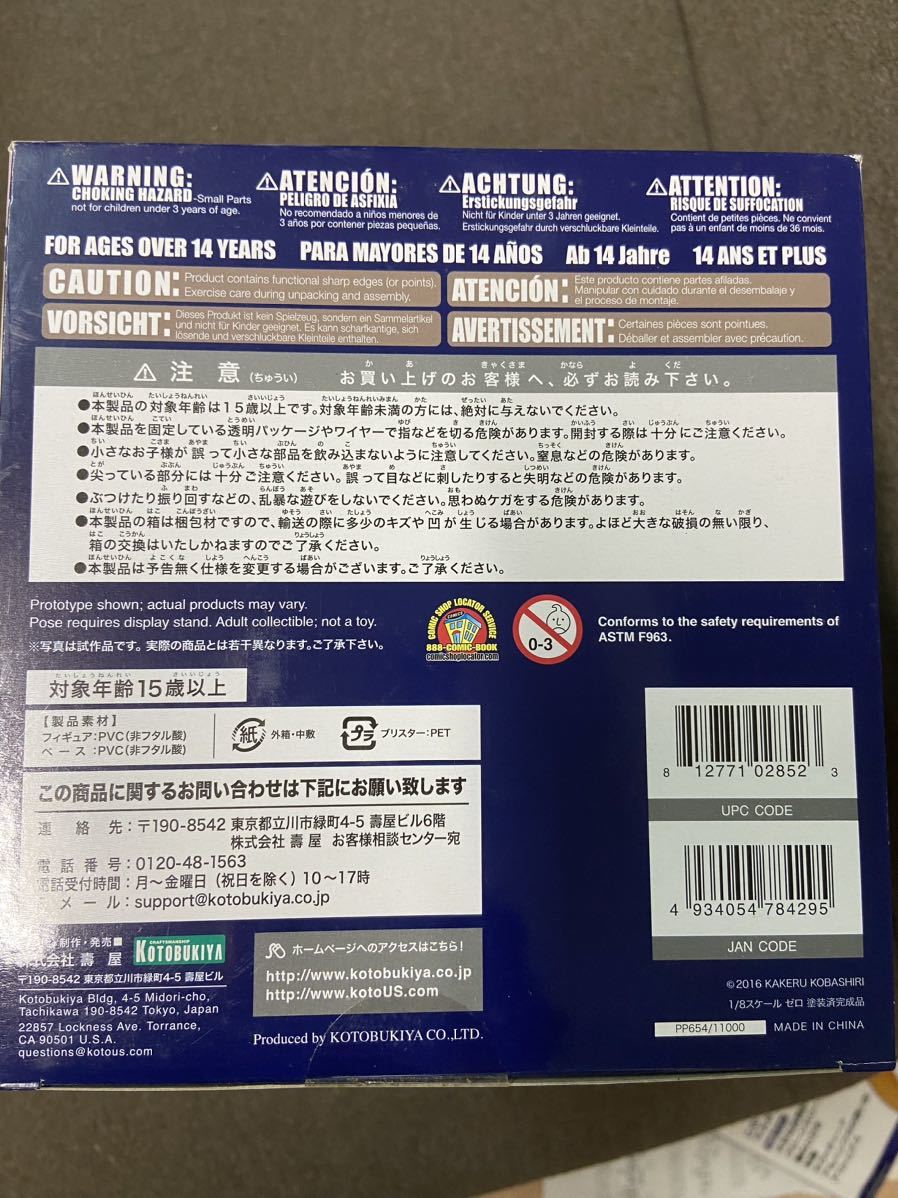 ⚠WARNING:
CHOKING HAZARD-Small Parts
not for children under 3 years of age.
⚠ATENCIÓN:
PELIGRO DE ASFIXIA
No recomendado a niños menores de
3 años por contener piezas pequeñas.
⚠ACHTUNG:
Erstickungsgefahr
Nicht für Kinder unter 3 Jahren geeignet.
Erstickungsgefahr durch verschluckbare Kleinteile.
⚠ATTENTION:
RISQUE DE SUFFOCATION
Contient de petites pièces. Ne convient
pas à un enfant de moins de 36 mois.
FOR AGES OVER 14 YEARS PARA MAYORES DE 14 AÑOS Ab 14 Jahre 14 ANS ET PLUS
CAUTION: Product contains functional sharp edges (or points).
Exercise care during unpacking and assembly.
ATENCIÓN: Este producto contiene partes afiladas.
Manipular con cuidado durante el desembalaje y
el proceso de montaje.
VORSICHT: Dieses Produkt ist kein Spielzeug, sondern ein Sammelartikel
und nicht für Kinder geeignet. Es kann scharfkantige, sich
lösende und verschluckbare Kleinteile enthalten.
AVERTISSEMENT: Certaines pièces sont pointues.
Déballer et assembler avec précaution.
⚠ 注意(ちゅうい) お買い上げのお客様へ、必ずお読み下さい。
●本製品の対象年齢は15歳以上です。対象年齢未満の方には、絶対に与えないでください。
●本製品を固定している透明パッケージやワイヤーで指などを切る危険があります。開封する際は十分にご注意ください。
●小さなお子様が誤って小さな部品を飲み込まないように注意してください。窒息などの危険があります。
●尖っている部分には十分ご注意ください。誤って目などに刺したりすると失明などの危険があります。
●ぶつけたり振り回すなどの、乱暴な遊びをしないでください。思わぬケガをする危険があります。
●本製品の箱は梱包材ですので、輸送の際に多少のキズや凹が生じる場合があります。よほど大きな破損の無い限り、
箱の交換はいたしかねますのでご了承ください。
●本製品は予告無く仕様を変更する場合がございます。ご了承ください。
Prototype shown; actual products may vary.
Pose requires display stand. Adult collectible; not a toy.
※写真は試作品です。実際の商品とは若干異なります。ご了承下さい。
COMIC SHOP LOCATOR SERVICE
COMICS
888-COMIC-BOOK
comicshoplocator.com
0-3
Conforms to the safety requirements of
ASTM F963.
対象年齢15歳以上
【製品素材】
フィギュア:PVC(非フタル酸)
ベース:PVC(非フタル酸)
紙 外箱・中敷
プラ ブリスター:PET
この商品に関するお問い合わせは下記にお願い致します
連絡先:〒190-8542 東京都立川市緑町4-5 壽屋ビル6階
株式会社 壽屋 お客様相談センター宛
電話番号:0120-48-1563
電話受付時間:月～金曜日(祝日を除く)10～17時
メール:support@kotobukiya.co.jp
8 12771 02852 3
UPC CODE
4 934054 784295
JAN CODE
制作・発売■
株式会社 壽屋
CRAFTSMANSHIP
KOTOBUKIYA
〒190-8542 東京都立川市緑町4-5 壽屋ビル
Kotobukiya Bldg, 4-5 Midori-cho,
Tachikawa 190-8542 Tokyo, Japan
22857 Lockness Ave. Torrance,
CA 90501 U.S.A.
questions@kotous.com
ホームページへのアクセスはこちら!
http://www.kotobukiya.co.jp
http://www.kotoUS.com
Produced by KOTOBUKIYA CO.,LTD.
©2016 KAKERU KOBASHIRI
1/8スケール ゼロ 塗装済完成品
PP654/11000 MADE IN CHINA